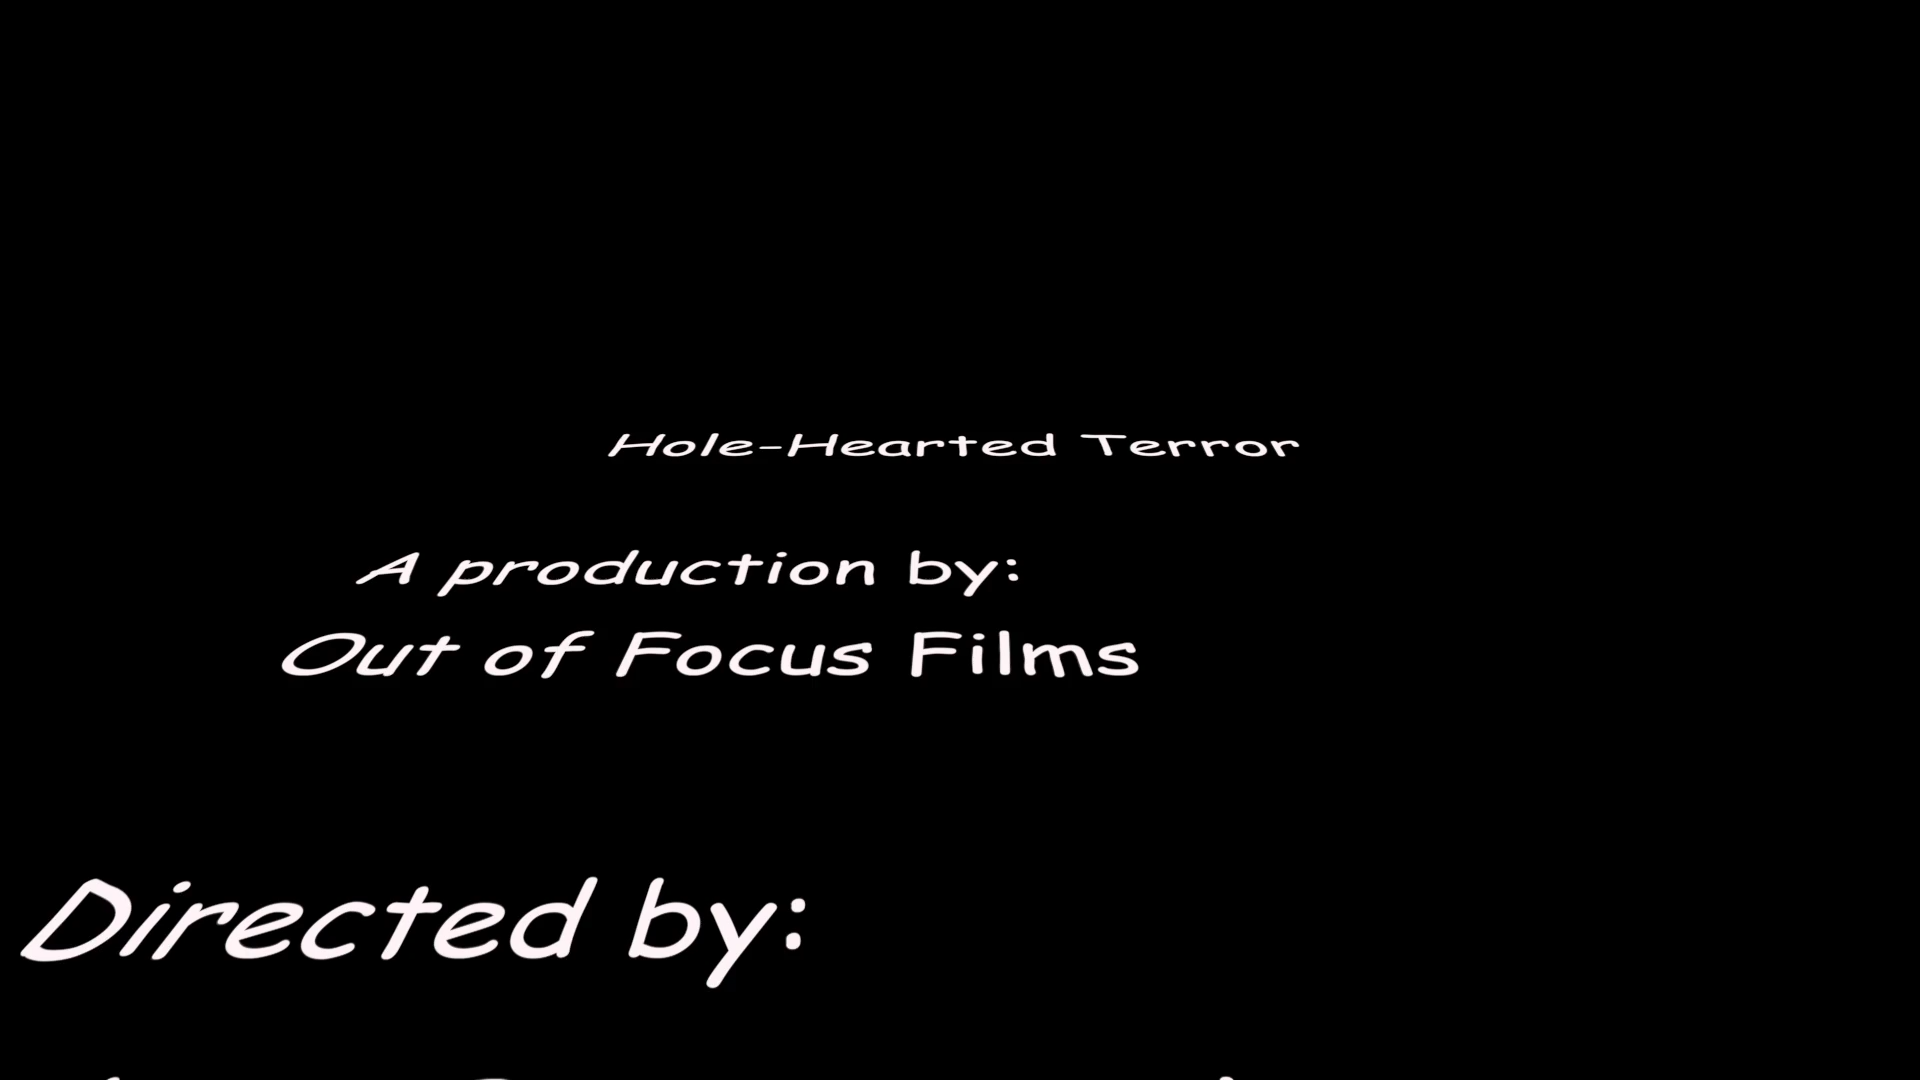 Hole-Hearted Terror
A production by:
Out of Focus Films
Directed by: